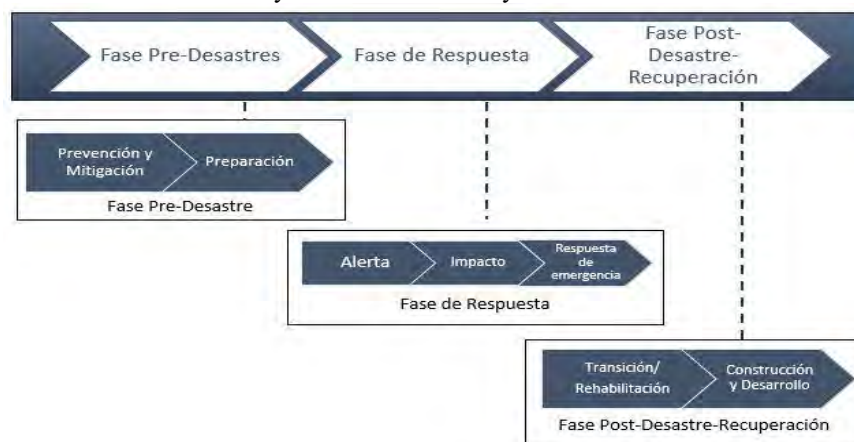 Fase Pre-Desastres
Fase de Respuesta
Fase Post-
Desastre-
Recuperación
Prevención y
Mitigación
Preparación
Fase Pre-Desastre
Alerta
Impacto
Respuesta
de
emergencia
Fase de Respuesta
Transición/
Rehabilitación
Construcción
y Desarrollo
Fase Post-Desastre-Recuperación